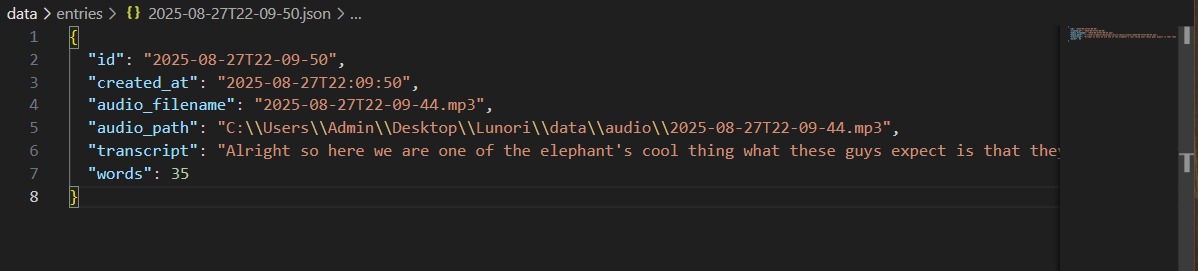 data > entries > {} 2025-08-27T22-09-50.json > ...
1 {
2 "id": "2025-08-27T22-09-50",
3 "created_at": "2025-08-27T22:09:50",
4 "audio_filename": "2025-08-27T22-09-44.mp3",
5 "audio_path": "C:\\Users\\Admin\\Desktop\\Lunori\\data\\audio\\2025-08-27T22-09-44.mp3",
6 "transcript": "Alright so here we are one of the elephant's cool thing what these guys expect is that they
7 "words": 35
8 }